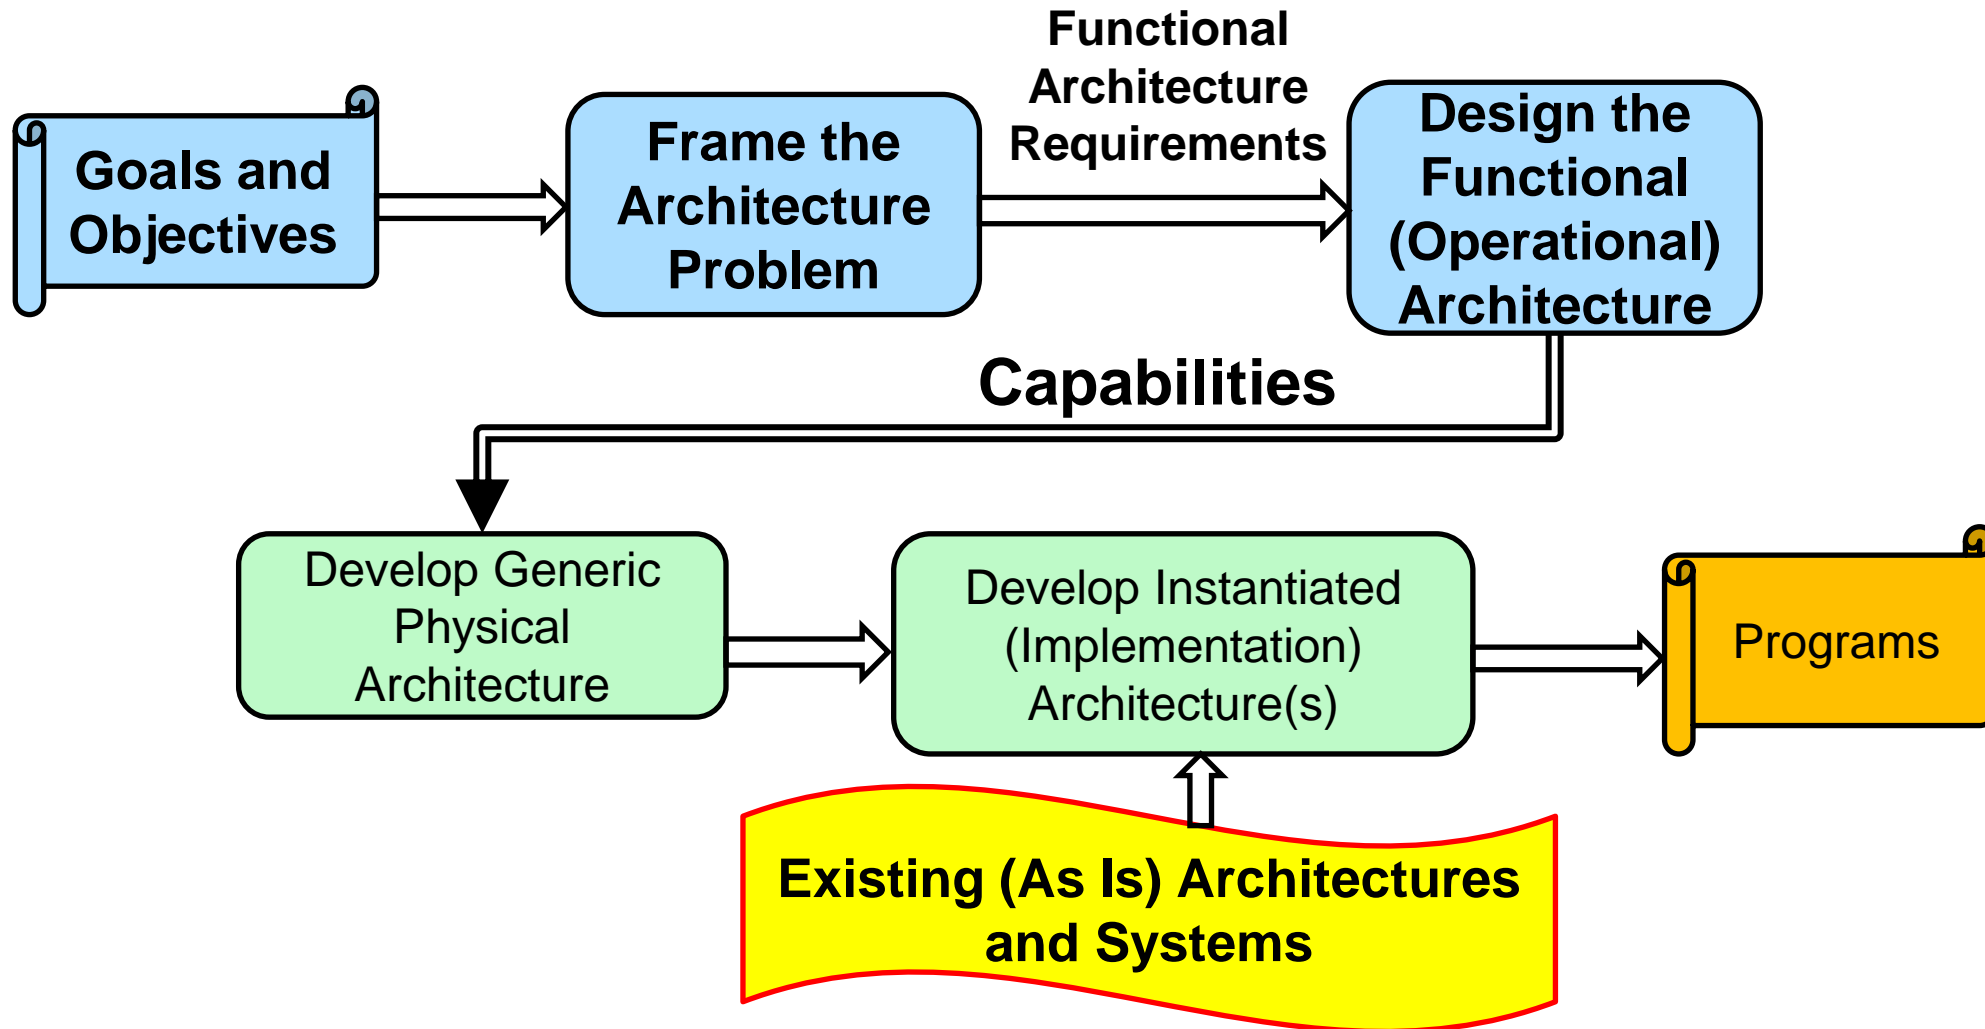 Goals and
Objectives
Frame the
Architecture
Problem
Functional
Architecture
Requirements
Design the
Functional
(Operational)
Architecture
Capabilities
Develop Generic
Physical
Architecture
Develop Instantiated
(Implementation)
Architecture(s)
Programs
Existing (As Is) Architectures
and Systems